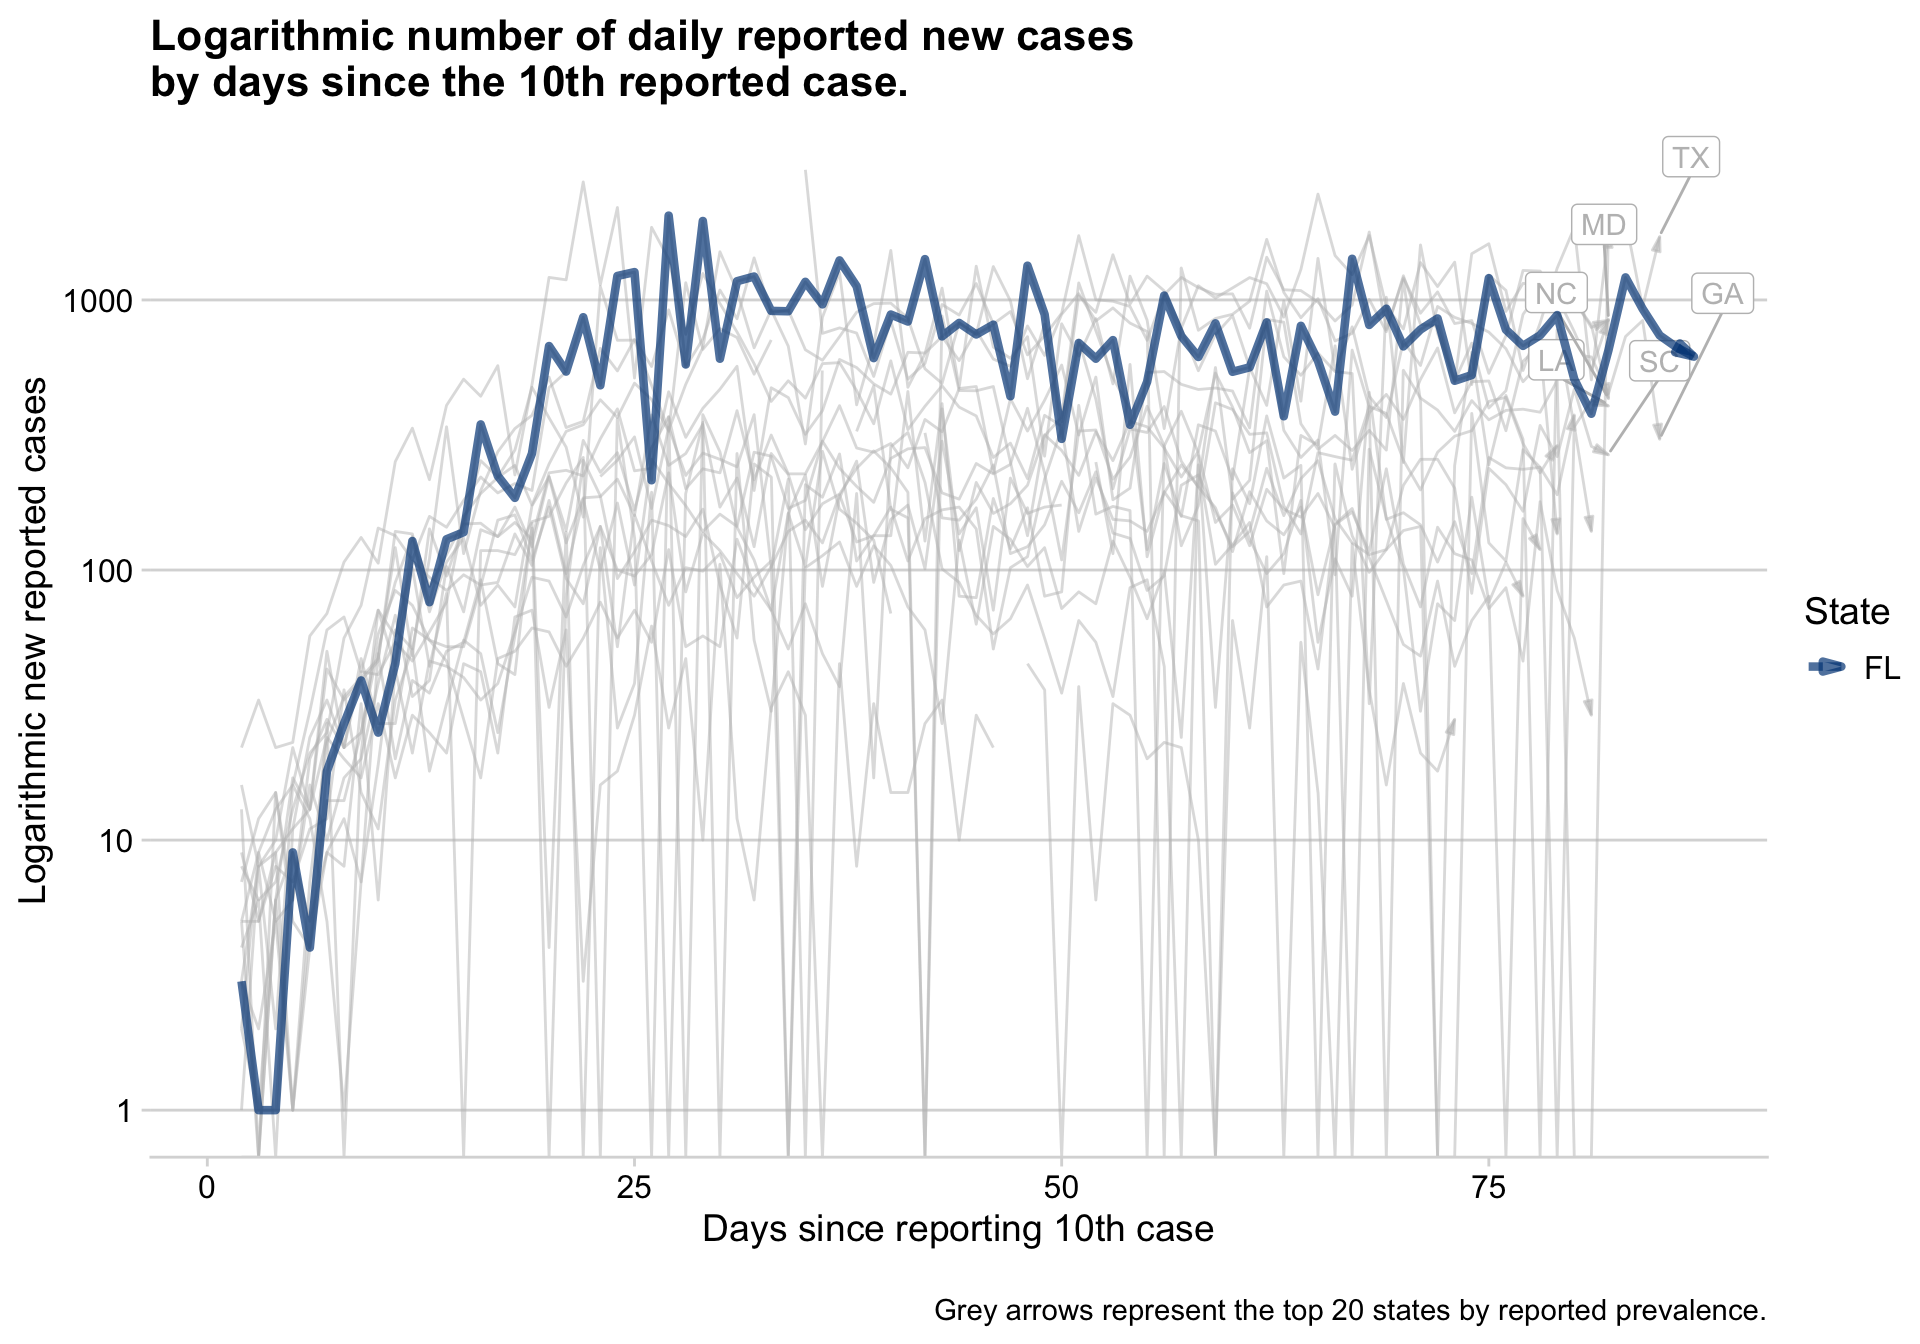 Logarithmic number of daily reported new cases
by days since the 10th reported case.
TX
MD
NC
GA
LA
SC
1000
100
10
1
Logarithmic new reported cases
State
FL
0
25
50
75
Days since reporting 10th case
Grey arrows represent the top 20 states by reported prevalence.